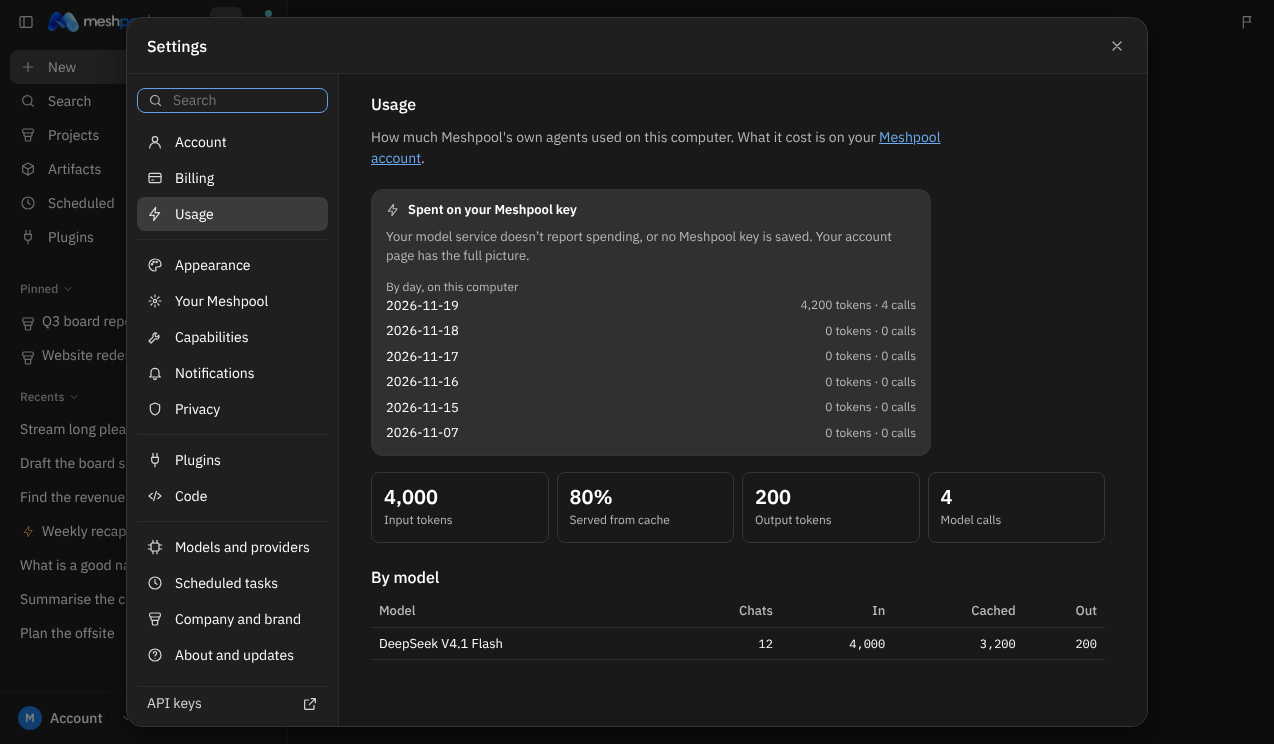 Settings
New
Search
Projects
Artifacts
Scheduled
Plugins
Pinned
Q3 board
Website
Recents
Stream long
Draft the board
Find the revenue
Weekly recap
What is a good
Summarise the
Plan the offsite
M Account
Search
Account
Billing
Usage
Appearance
Your Meshpool
Capabilities
Notifications
Privacy
Plugins
Code
Models and providers
Scheduled tasks
Company and brand
About and updates
API keys
Usage
How much Meshpool's own agents used on this computer. What it cost is on your Meshpool
account.
Spent on your Meshpool key
Your model service doesn’t report spending, or no Meshpool key is saved. Your account
page has the full picture.
By day, on this computer
2026-11-19 4,200 tokens · 4 calls
2026-11-18 0 tokens · 0 calls
2026-11-17 0 tokens · 0 calls
2026-11-16 0 tokens · 0 calls
2026-11-15 0 tokens · 0 calls
2026-11-07 0 tokens · 0 calls
4,000 80% 200 4
Input tokens Served from cache Output tokens Model calls
By model
Model Chats In Cached Out
DeepSeek V4.1 Flash 12 4,000 3,200 200